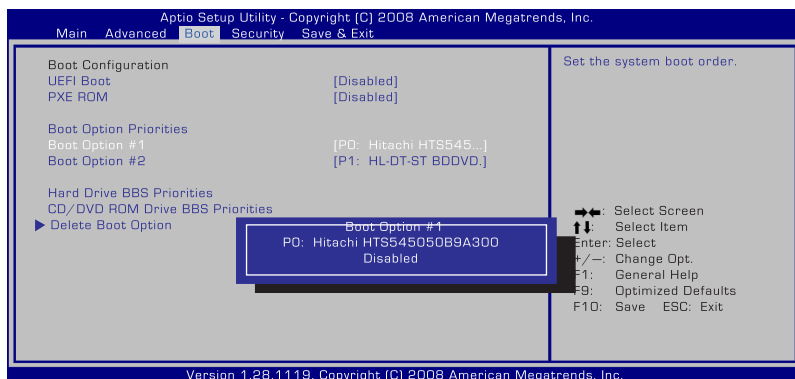 Aptio Setup Utility - Copyright (C) 2008 American Megatrends, Inc.
Main Advanced Boot Security Save & Exit
Boot Configuration
UEFI Boot [Disabled]
PXE ROM [Disabled]
Boot Option Priorities
Boot Option #1 [P0: Hitachi HTS545...]
Boot Option #2 [P1: HL-DT-ST BDDVD.]
Hard Drive BBS Priorities
CD/DVD ROM Drive BBS Priorities
Delete Boot Option
Boot Option #1
P0: Hitachi HTS545050B9A300
Disabled
Set the system boot order.
→←: Select Screen
↑↓: Select Item
Enter: Select
+/—: Change Opt.
F1: General Help
F9: Optimized Defaults
F10: Save ESC: Exit
Version 1.28.1119. Copyright (C) 2008 American Megatrends, Inc.